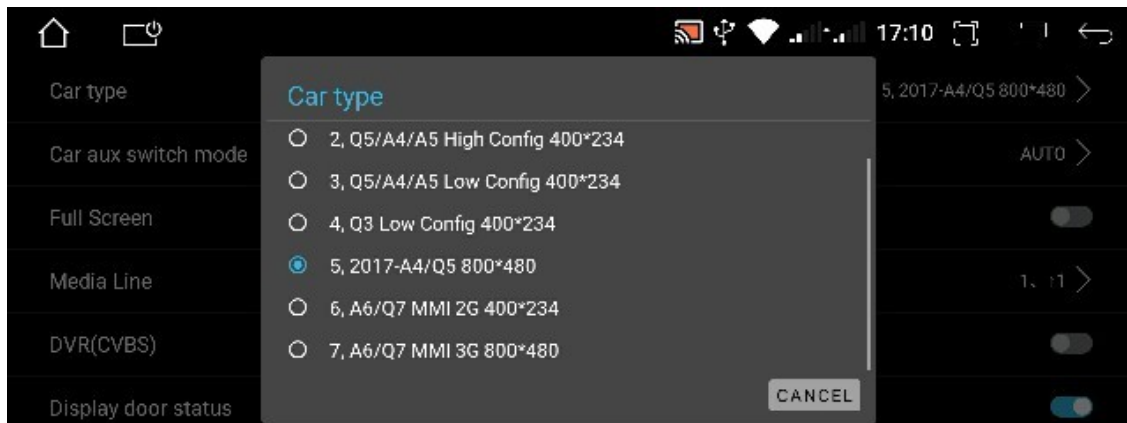 17:10
Car type
5, 2017-A4/Q5 800*480
Car aux switch mode
AUTO
Full Screen
Media Line
DVR(CVBS)
Display door status
Car type
2, Q5/A4/A5 High Config 400*234
3, Q5/A4/A5 Low Config 400*234
4, Q3 Low Config 400*234
5, 2017-A4/Q5 800*480
6, A6/Q7 MMI 2G 400*234
7, A6/Q7 MMI 3G 800*480
CANCEL